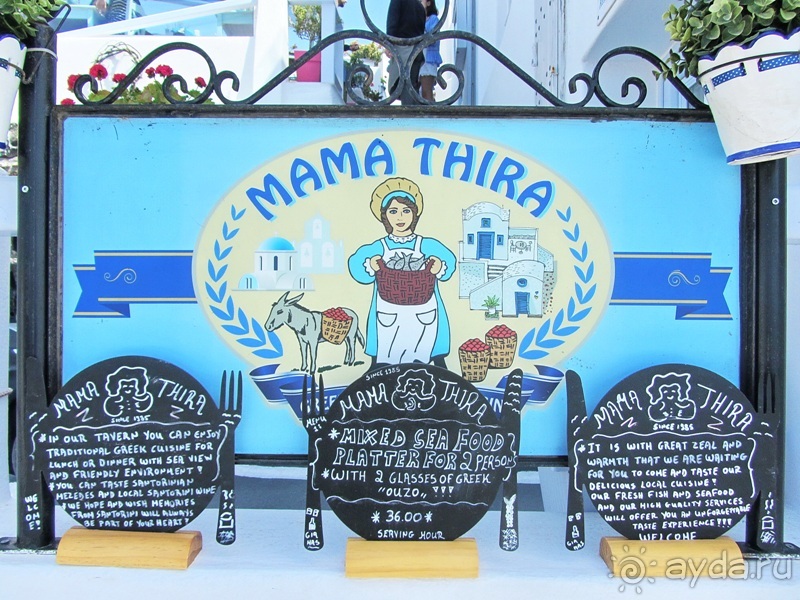 MAMA THIRA
MAMA THIRA
SINCE 1985
*IN OUR TAVERN YOU CAN ENJOY
TRADITIONAL GREEK CUISINE FOR
LUNCH OR DINNER WITH SEA VIEW
AND FRIENDLY ENVIRONMENT!
YOU CAN TASTE SANTORINIAN
MEZEDES AND LOCAL SANTORINI WINE
WE HOPE AND WISH MEMORIES
FROM SANTORINI WILL ALWAYS
BE PART OF YOUR HEART!
WELCOME
SINCE 1985
MAMA THIRA
MENU
*MIXED SEA FOOD
PLATTER FOR 2 PERSONS
*WITH 2 GLASSES OF GREEK
"OUZO"
*36.00*
SERVING HOUR
MAMA THIRA
SINCE 1985
*IT IS WITH GREAT ZEAL AND
WARMTH THAT WE ARE WAITING
FOR YOU TO COME AND TASTE OUR
DELICIOUS LOCAL CUISINE!
OUR FRESH FISH AND SEAFOOD
AND OUR HIGH QUALITY SERVICES
WILL OFFER YOU AN UNFORGETTABLE
TASTE EXPERIENCE!!!
WELCOME
ayda.ru